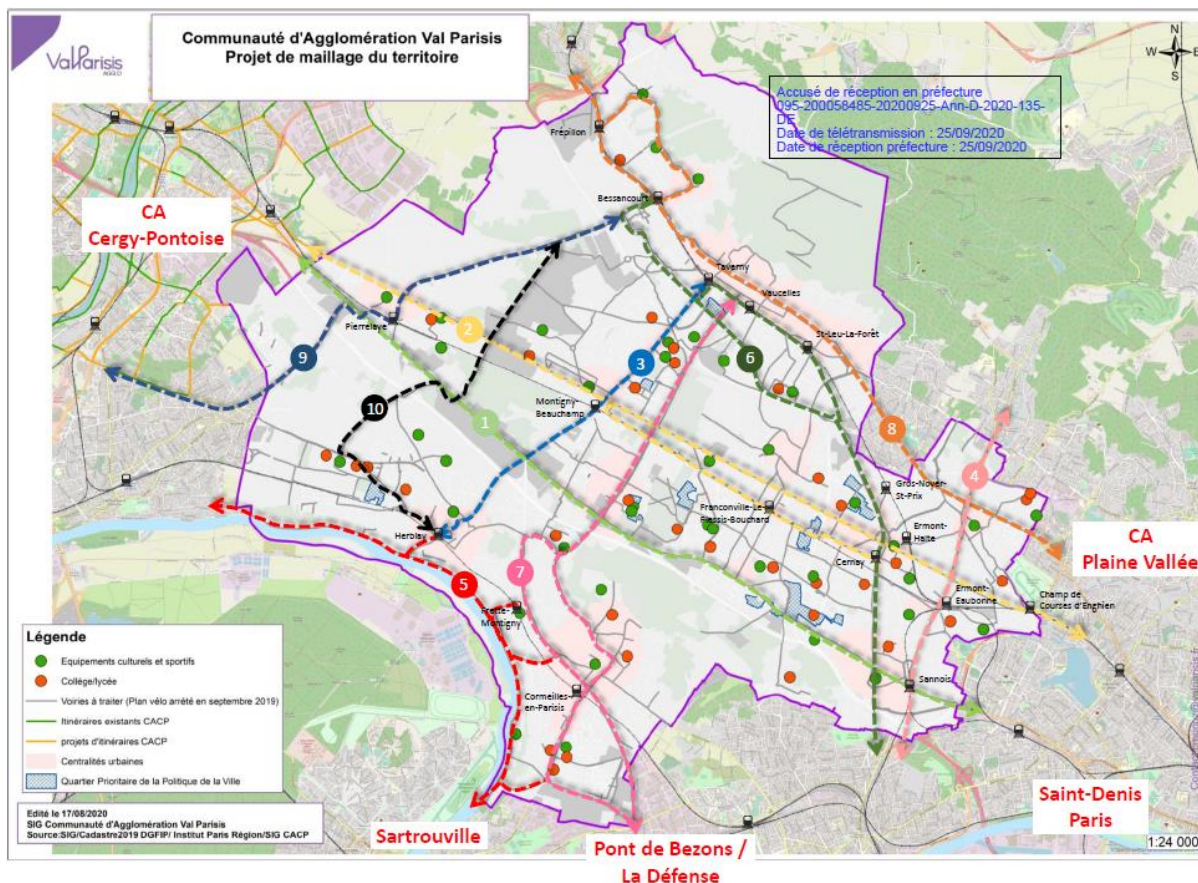 ValParisis
AGGLO
Communauté d'Agglomération Val Parisis
Projet de maillage du territoire
N
W E
S
Accusé de réception en préfecture
095-200058485-20200925-Ann-D-2020-135-
DE
Date de télétransmission : 25/09/2020
Date de réception préfecture : 25/09/2020
Frépillon
Bessancourt
CA
Cergy-Pontoise
Taverny
Vaucelles
Pierrelaye
2
St-Leu-La-Forêt
9
3
6
Montigny-
Beauchamp
10
1
8
4
Gros-Noyer-
St-Prix
Franconville-Le-
Plessis-Bouchard
Herblay
Ermont-
Halte
Cernay
CA
Plaine Vallée
7
5
Ermont-
Eaubonne
Champ de
Courses d'Enghien
Frette-
Montigny
Sannois
Cormeilles-
en-Parisis
Légende
Equipements culturels et sportifs
Collège/lycée
Voiries à traiter (Plan vélo arrêté en septembre 2019)
Itinéraires existants CACP
projets d'itinéraires CACP
Centralités urbaines
Quartier Prioritaire de la Politique de la Ville
Edité le 17/08/2020
SIG Communauté d'Agglomération Val Parisis
Source:SIG/Cadastre2019 DGFIP/ Institut Paris Région/SIG CACP
Sartrouville
Pont de Bezons /
La Défense
Saint-Denis
Paris
1:24 000